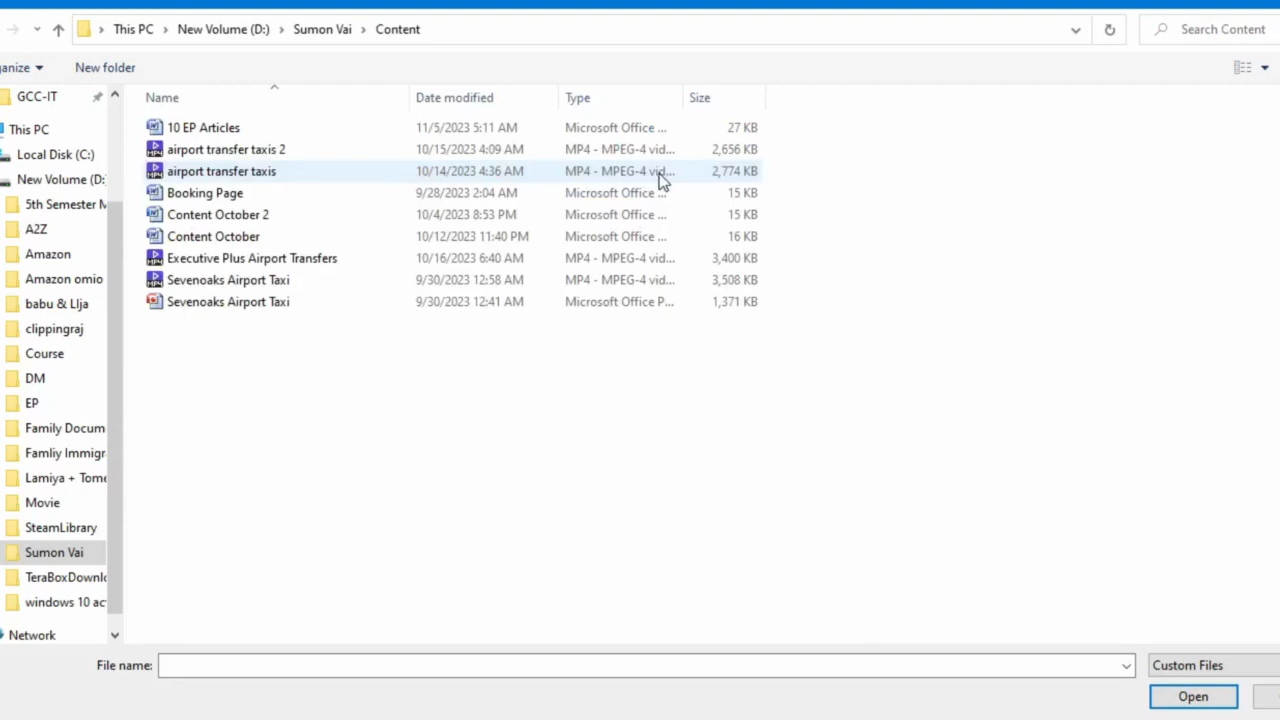 This PC > New Volume (D:) > Sumon Vai > Content
Search Content
anize
New folder
GCC-IT
This PC
Local Disk (C:)
New Volume (D:
5th Semester M
A2Z
Amazon
Amazon omio
babu & Llja
clippingraj
Course
DM
EP
Family Docum
Famliy Immigr
Lamiya + Tome
Movie
SteamLibrary
Sumon Vai
TeraBoxDownlo
windows 10 ac
Network
Name Date modified Type Size
10 EP Articles 11/5/2023 5:11 AM Microsoft Office ... 27 KB
airport transfer taxis 2 10/15/2023 4:09 AM MP4 - MPEG-4 vid... 2,656 KB
airport transfer taxis 10/14/2023 4:36 AM MP4 - MPEG-4 vid... 2,774 KB
Booking Page 9/28/2023 2:04 AM Microsoft Office ... 15 KB
Content October 2 10/4/2023 8:53 PM Microsoft Office ... 15 KB
Content October 10/12/2023 11:40 PM Microsoft Office ... 16 KB
Executive Plus Airport Transfers 10/16/2023 6:40 AM MP4 - MPEG-4 vid... 3,400 KB
Sevenoaks Airport Taxi 9/30/2023 12:58 AM MP4 - MPEG-4 vid... 3,508 KB
Sevenoaks Airport Taxi 9/30/2023 12:41 AM Microsoft Office P... 1,371 KB
File name:
Custom Files
Open